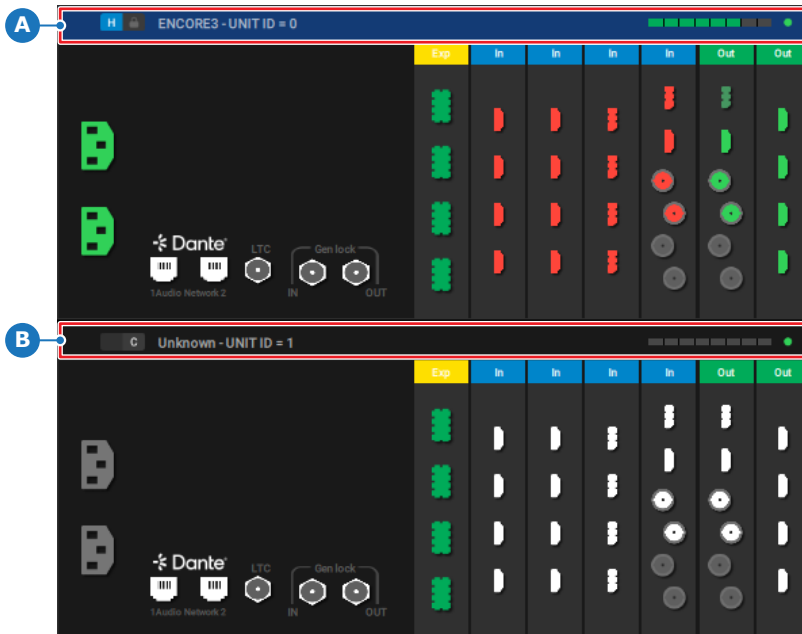 A
H ENCORE3 - UNIT ID = 0
Exp In In In In Out Out
Dante
LTC Gen lock
1Audio Network 2 IN OUT
B
C Unknown - UNIT ID = 1
Exp In In In In Out Out
Dante
LTC Gen lock
1Audio Network 2 IN OUT